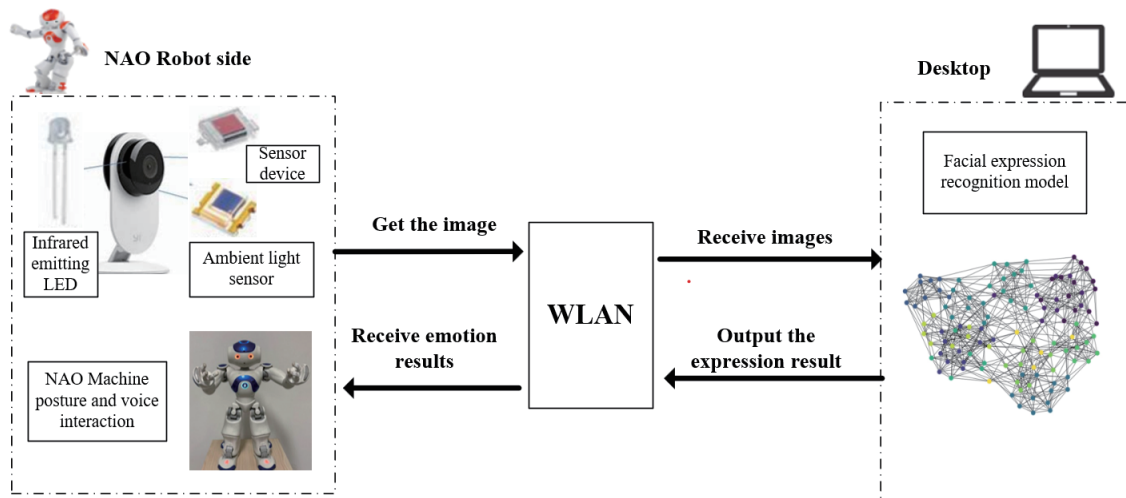 NAO Robot side
Desktop
Sensor
device
Infrared
emitting
LED
Ambient light
sensor
NAO Machine
posture and voice
interaction
Get the image
Receive emotion
results
WLAN
Receive images
Output the
expression result
Facial expression
recognition model